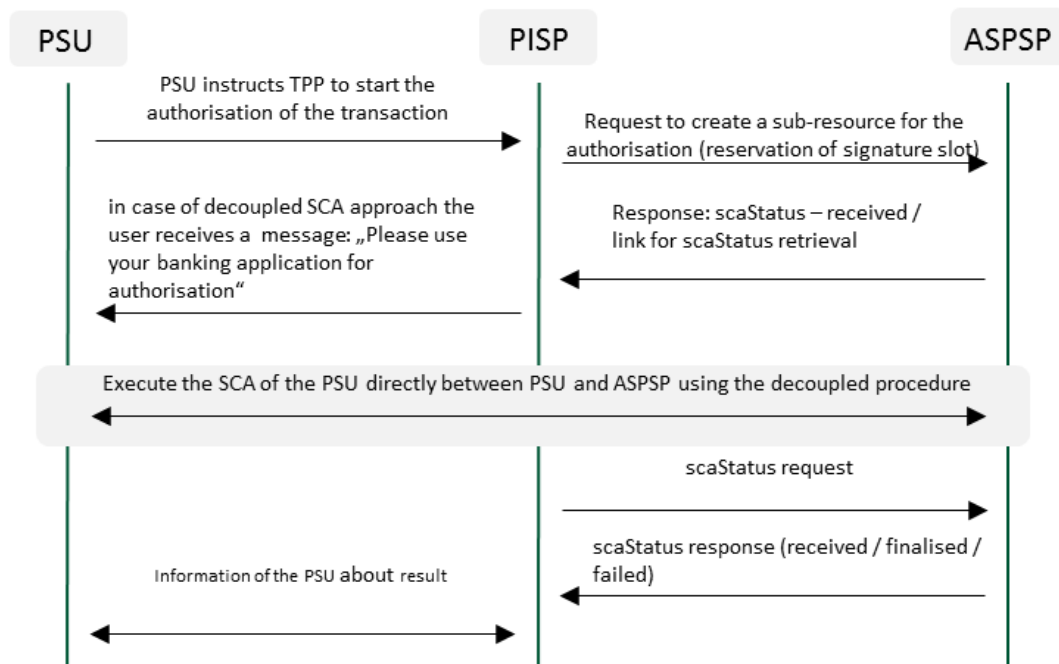 PSU
PISP
ASPSP
PSU instructs TPP to start the
authorisation of the transaction
Request to create a sub-resource for the
authorisation (reservation of signature slot)
in case of decoupled SCA approach the
user receives a message: „Please use
your banking application for
authorisation“
Response: scaStatus – received /
link for scaStatus retrieval
Execute the SCA of the PSU directly between PSU and ASPSP using the decoupled procedure
scaStatus request
scaStatus response (received / finalised /
failed)
Information of the PSU about result